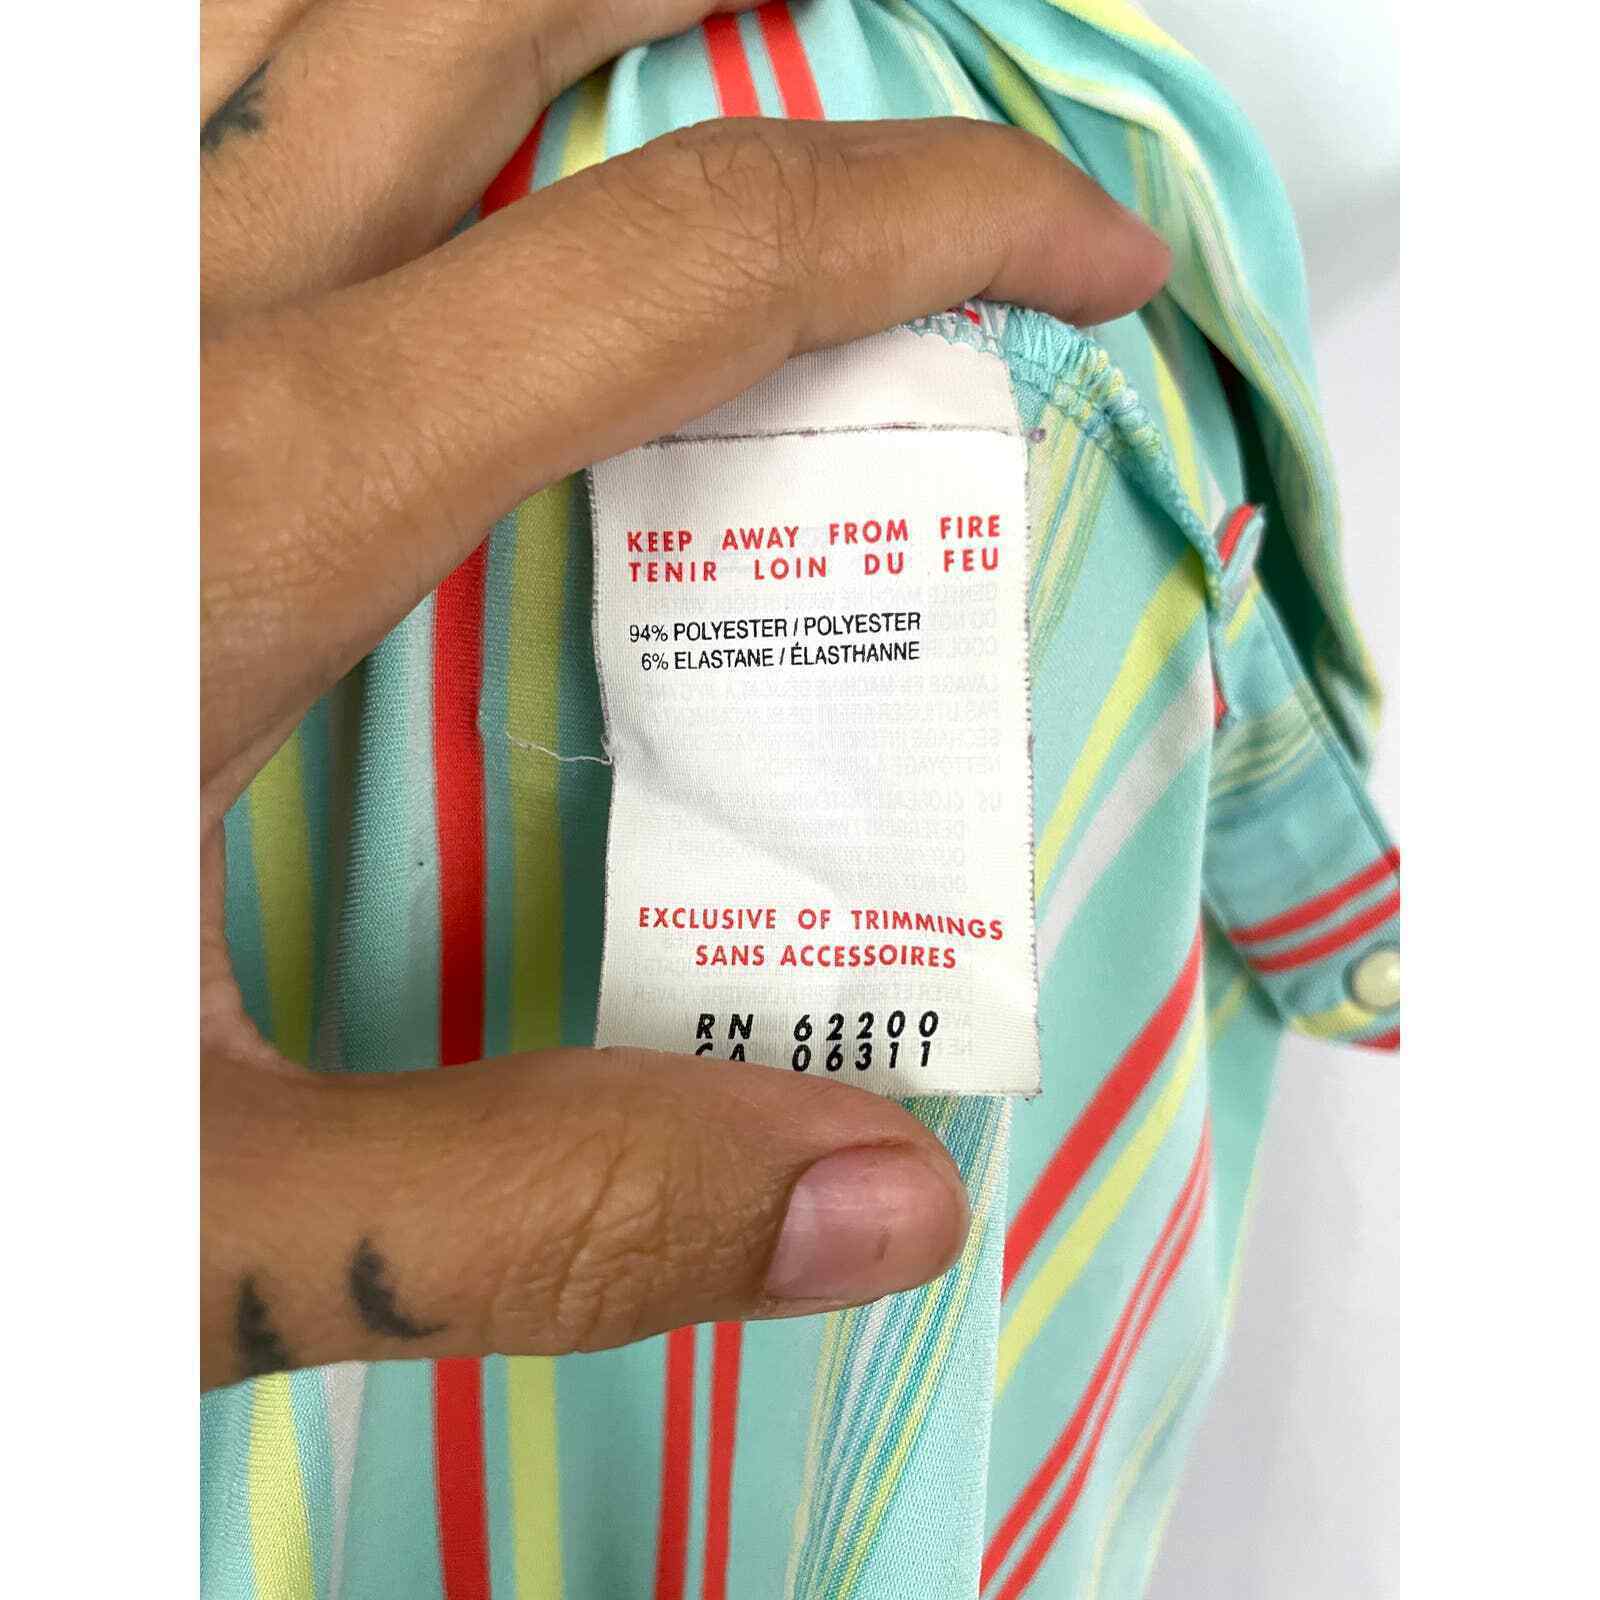 KEEP AWAY FROM FIRE
TENIR LOIN DU FEU
94% POLYESTER / POLYESTER
6% ELASTANE / ÉLASTHANNE
EXCLUSIVE OF TRIMMINGS
SANS ACCESSOIRES
RN 62200
CA 06311